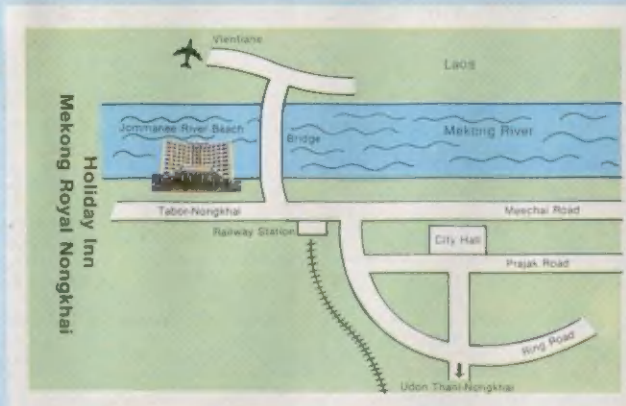 Holiday Inn
Mekong Royal Nongkhai
Vientiane
Laos
Jommanee River Beach
Bridge
Mekong River
Tabor-Nongkhai
Meechai Road
Railway Station
City Hall
Prajak Road
Ring Road
Udon Thani-Nongkhai